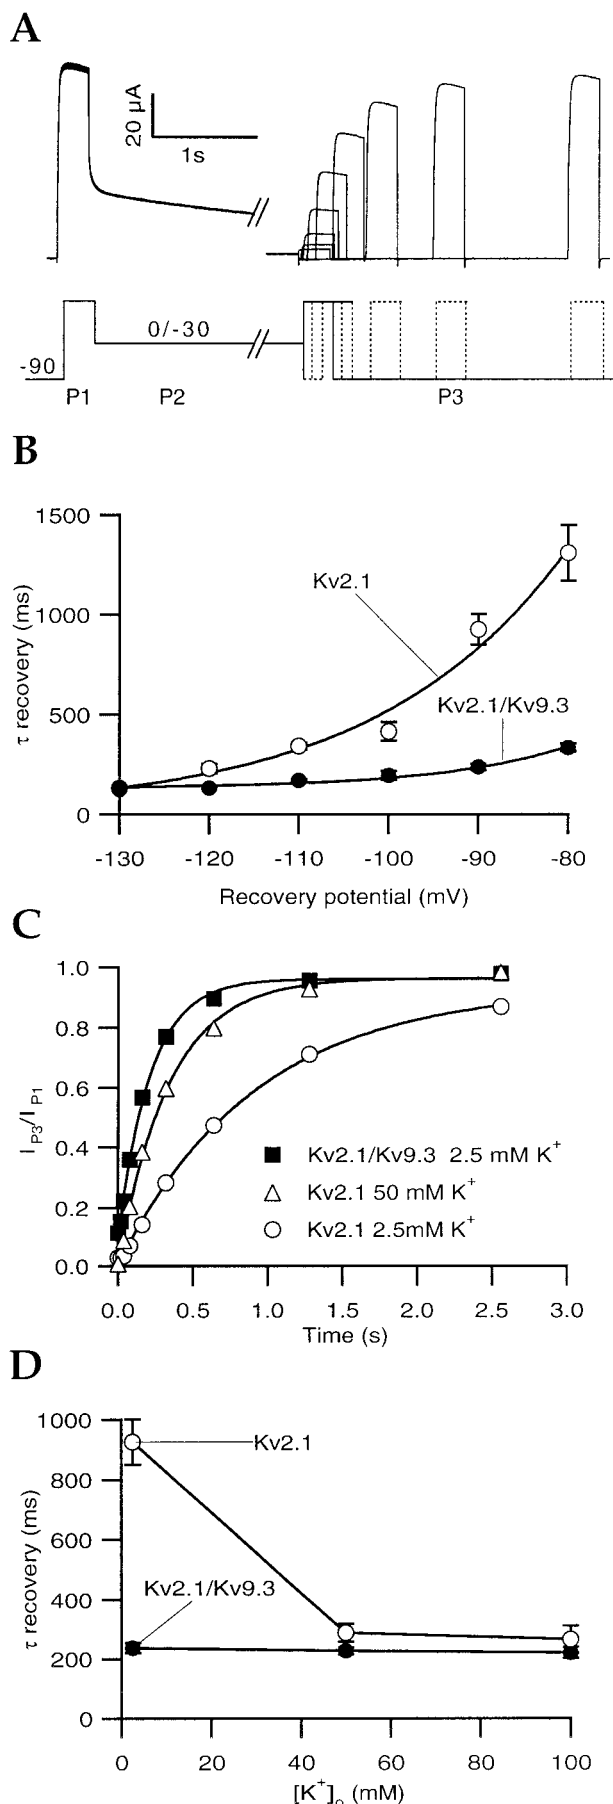 A
20 µA
1s
0/-30
-90
P1 P2 P3
B
1500
1000
500
0
τ recovery (ms)
Kv2.1
Kv2.1/Kv9.3
-130 -120 -110 -100 -90 -80
Recovery potential (mV)
C
1.0
0.8
0.6
0.4
0.2
0.0
I_P3/I_P1
Kv2.1/Kv9.3 2.5 mM K⁺
Kv2.1 50 mM K⁺
Kv2.1 2.5mM K⁺
0.0 0.5 1.0 1.5 2.0 2.5 3.0
Time (s)
D
1000
800
600
400
200
0
τ recovery (ms)
Kv2.1
Kv2.1/Kv9.3
0 20 40 60 80 100
[K⁺]ₒ (mM)